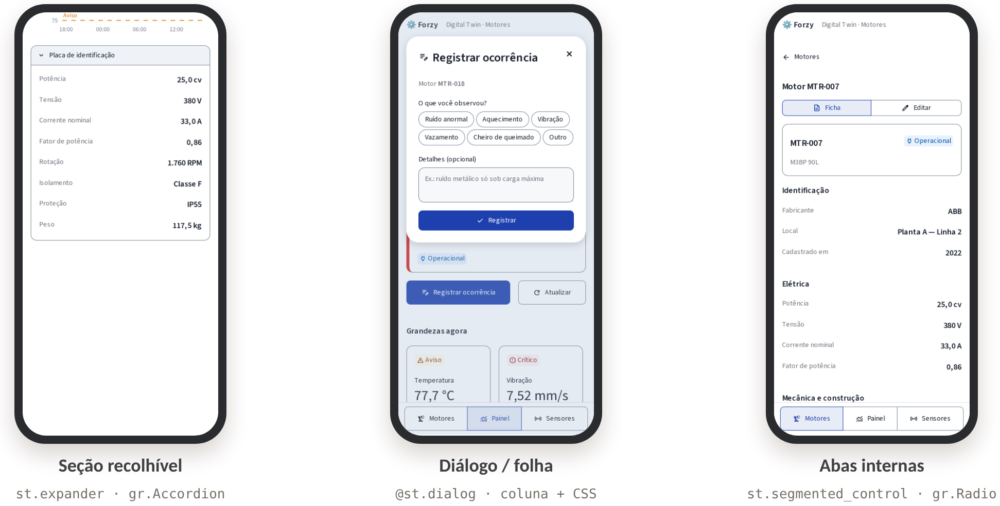 Aviso
75
18:00 00:00 06:00 12:00
Placa de identificação
Potência 25,0 cv
Tensão 380 V
Corrente nominal 33,0 A
Fator de potência 0,86
Rotação 1.760 RPM
Isolamento Classe F
Proteção IP55
Peso 117,5 kg
Seção recolhível
st.expander · gr.Accordion
Forzy Digital Twin · Motores
Registrar ocorrência
Motor MTR-018
O que você observou?
Ruído anormal Aquecimento Vibração
Vazamento Cheiro de queimado Outro
Detalhes (opcional)
Ex.: ruído metálico só sob carga máxima
Registrar
Operacional
Registrar ocorrência Atualizar
Grandezas agora
Aviso Crítico
Temperatura Vibração
77,7 °C 7,52 mm/s
Motores Painel Sensores
Diálogo / folha
@st.dialog · coluna + CSS
Forzy Digital Twin · Motores
Motores
Motor MTR-007
Ficha Editar
MTR-007 Operacional
M3BP 90L
Identificação
Fabricante ABB
Local Planta A — Linha 2
Cadastrado em 2022
Elétrica
Potência 25,0 cv
Tensão 380 V
Corrente nominal 33,0 A
Fator de potência 0,86
Mecânica e construção
Motores Painel Sensores
Abas internas
st.segmented_control · gr.Radio